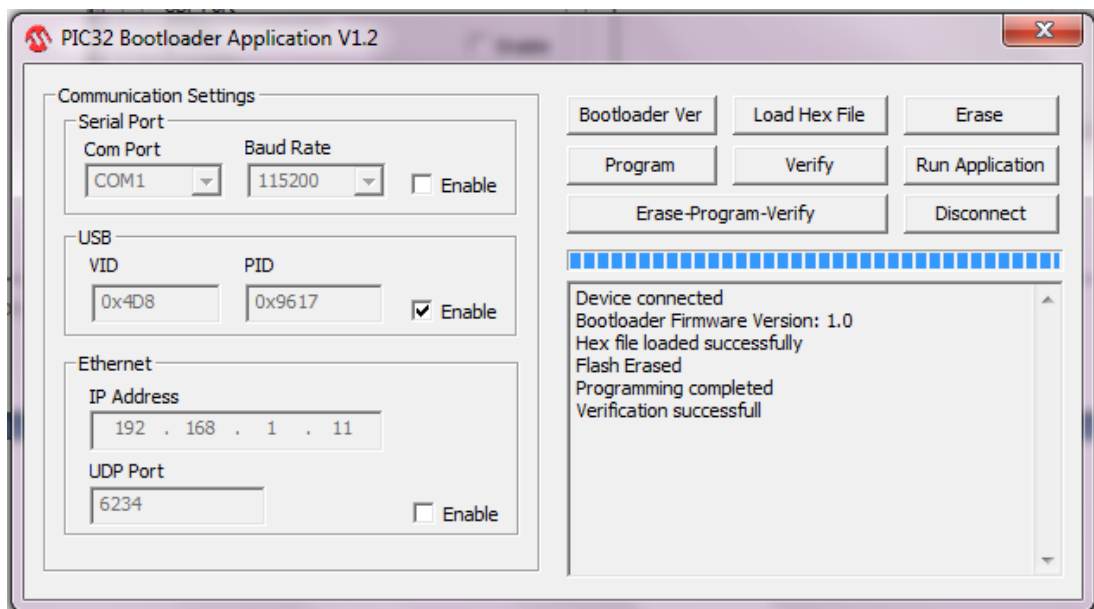 PIC32 Bootloader Application V1.2
Communication Settings
Serial Port
Com Port
Baud Rate
COM1
115200
Enable
USB
VID
PID
0x4D8
0x9617
Enable
Ethernet
IP Address
192 . 168 . 1 . 11
UDP Port
6234
Enable
Bootloader Ver
Load Hex File
Erase
Program
Verify
Run Application
Erase-Program-Verify
Disconnect
Device connected
Bootloader Firmware Version: 1.0
Hex file loaded successfully
Flash Erased
Programming completed
Verification successfull